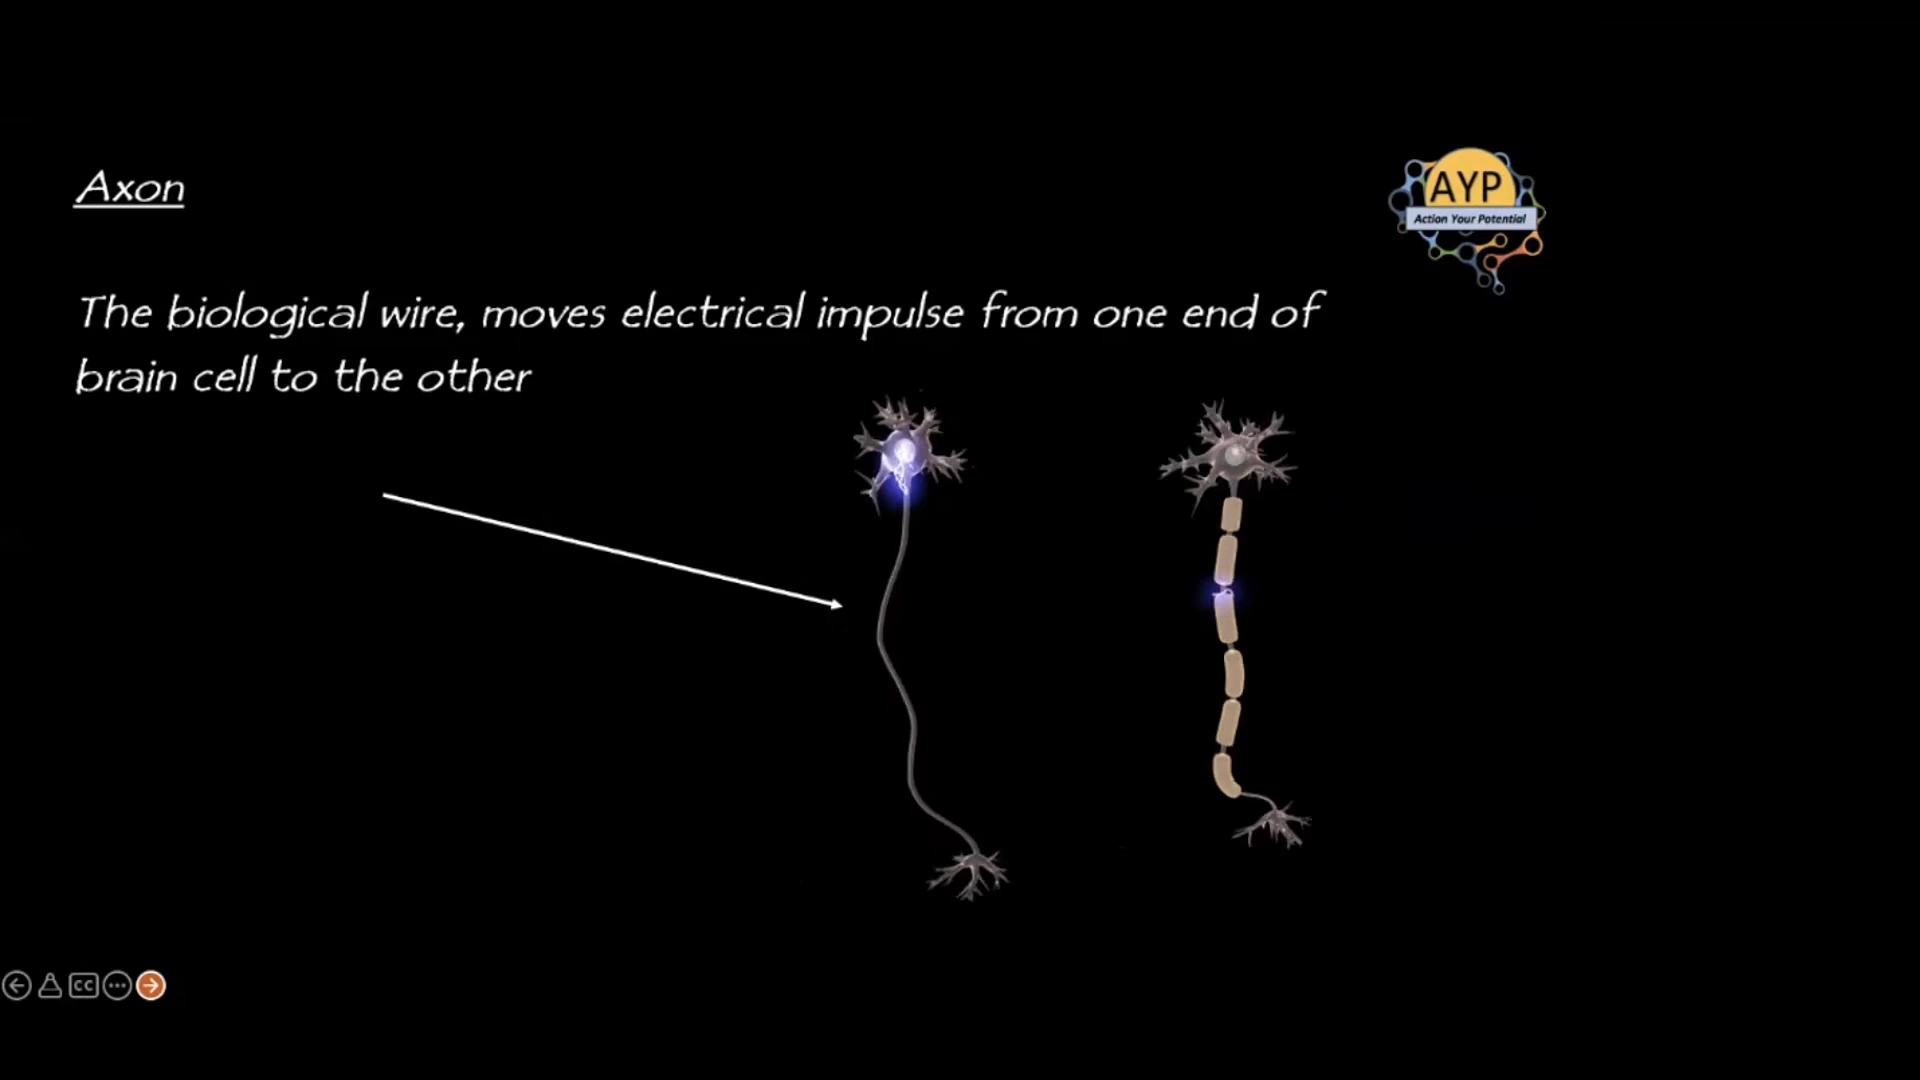 Axon
AYP
Action Your Potential
The biological wire, moves electrical impulse from one end of
brain cell to the other
CC